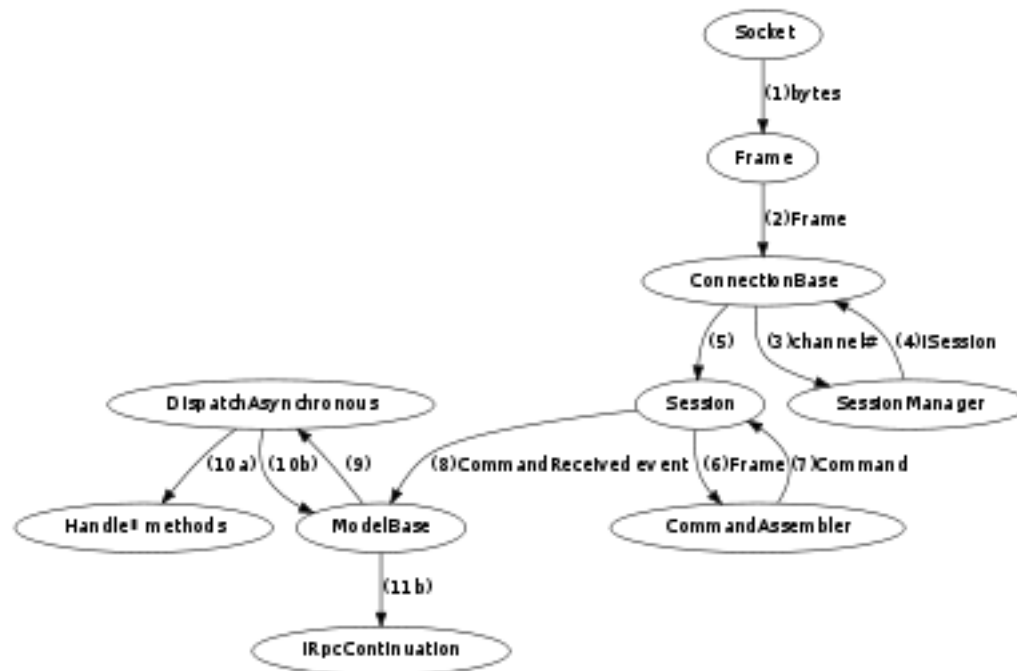 Socket
(1)bytes
Frame
(2)Frame
ConnectionBase
(5)
(3)channel#
(4)ISession
DispatchAsynchronous
Session
SessionManager
(10a)
(10b)
(9)
(8)CommandReceived event
(6)Frame
(7)Command
Handle* methods
ModelBase
CommandAssembler
(11b)
IRpcContinuation